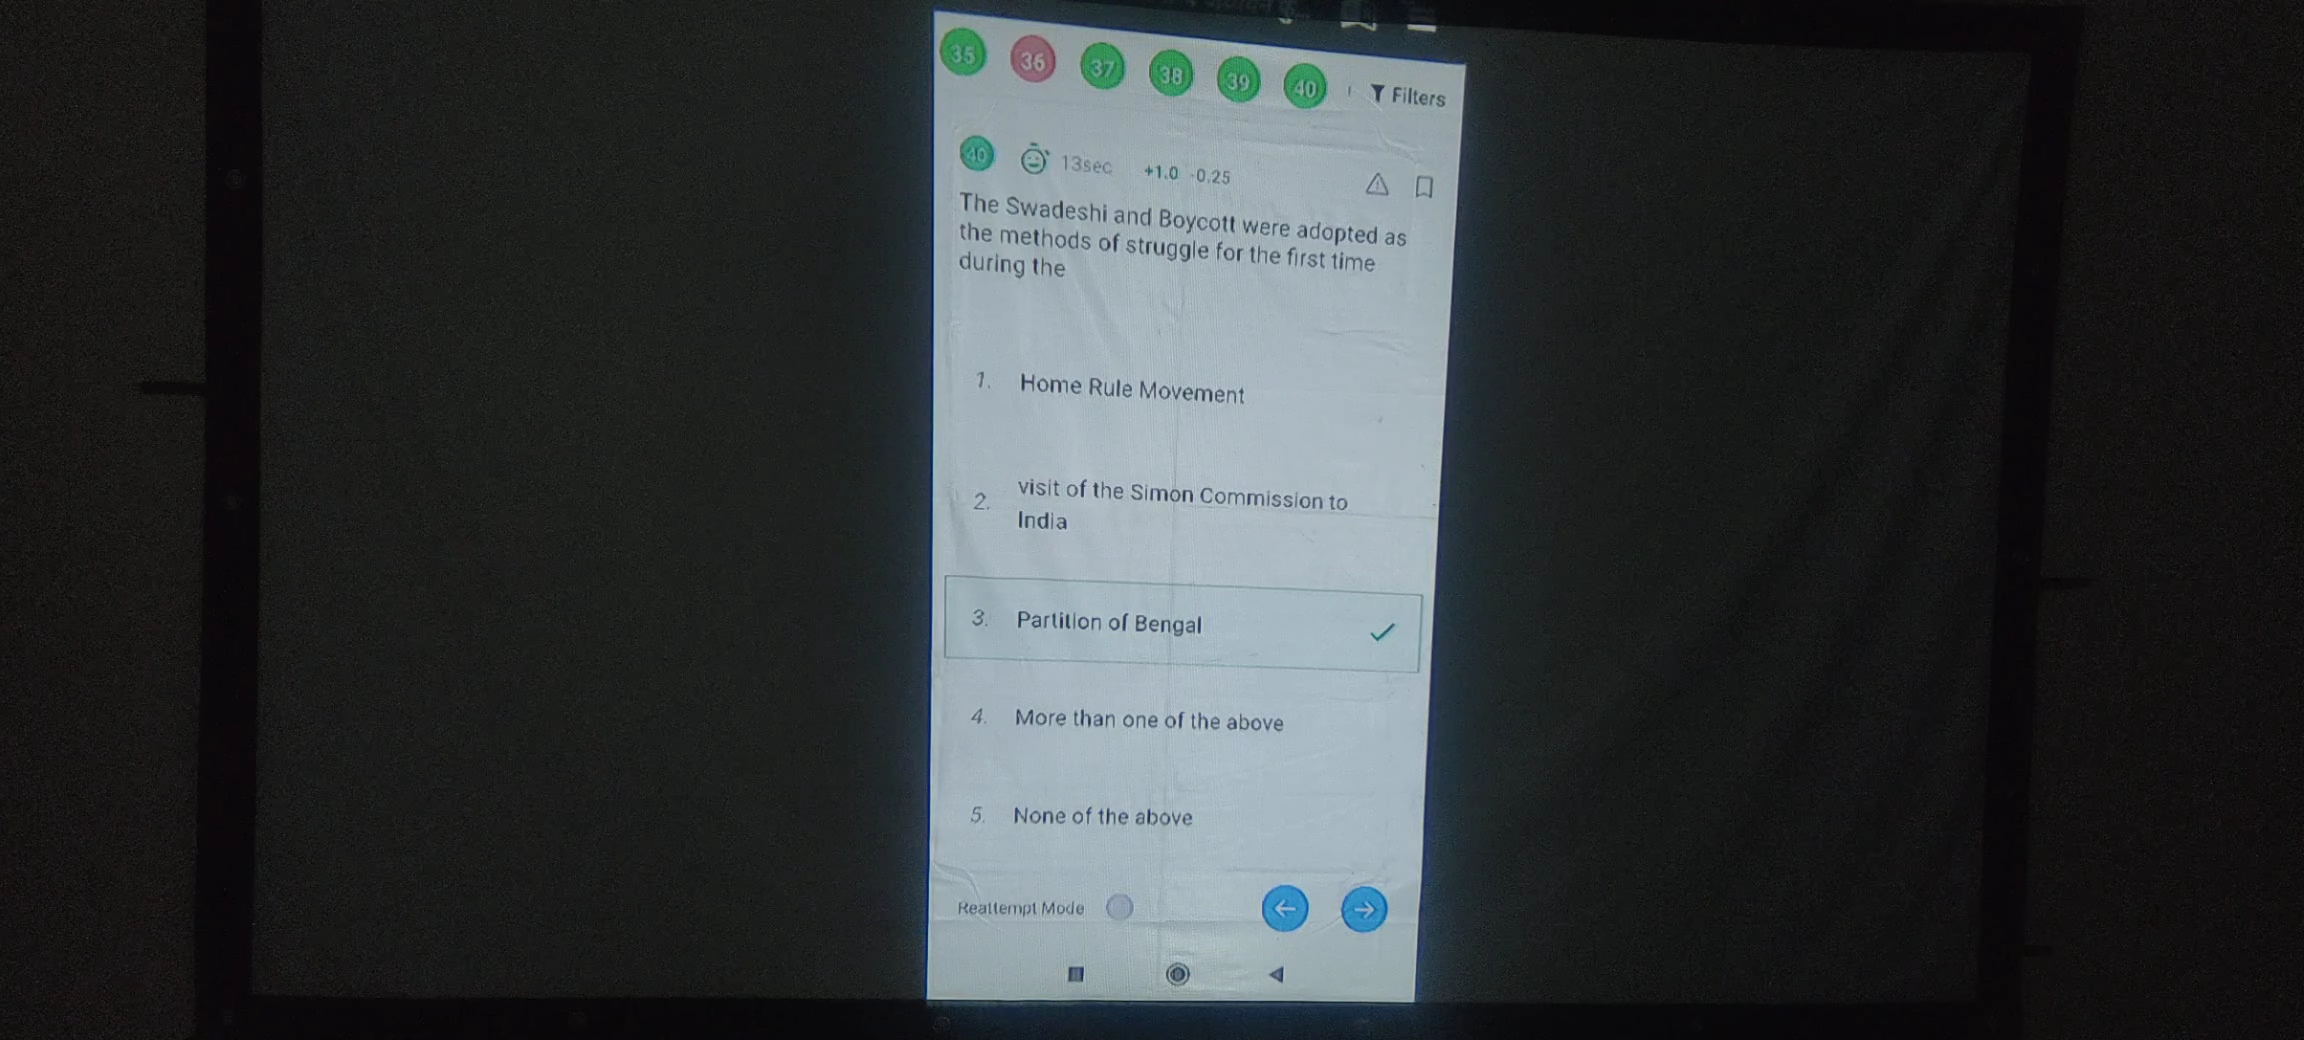 35 36 37 38 39 40 Filters
40 13sec +1.0 -0.25
The Swadeshi and Boycott were adopted as
the methods of struggle for the first time
during the
1. Home Rule Movement
2. visit of the Simon Commission to
India
3. Partition of Bengal
4. More than one of the above
5. None of the above
Reattempt Mode